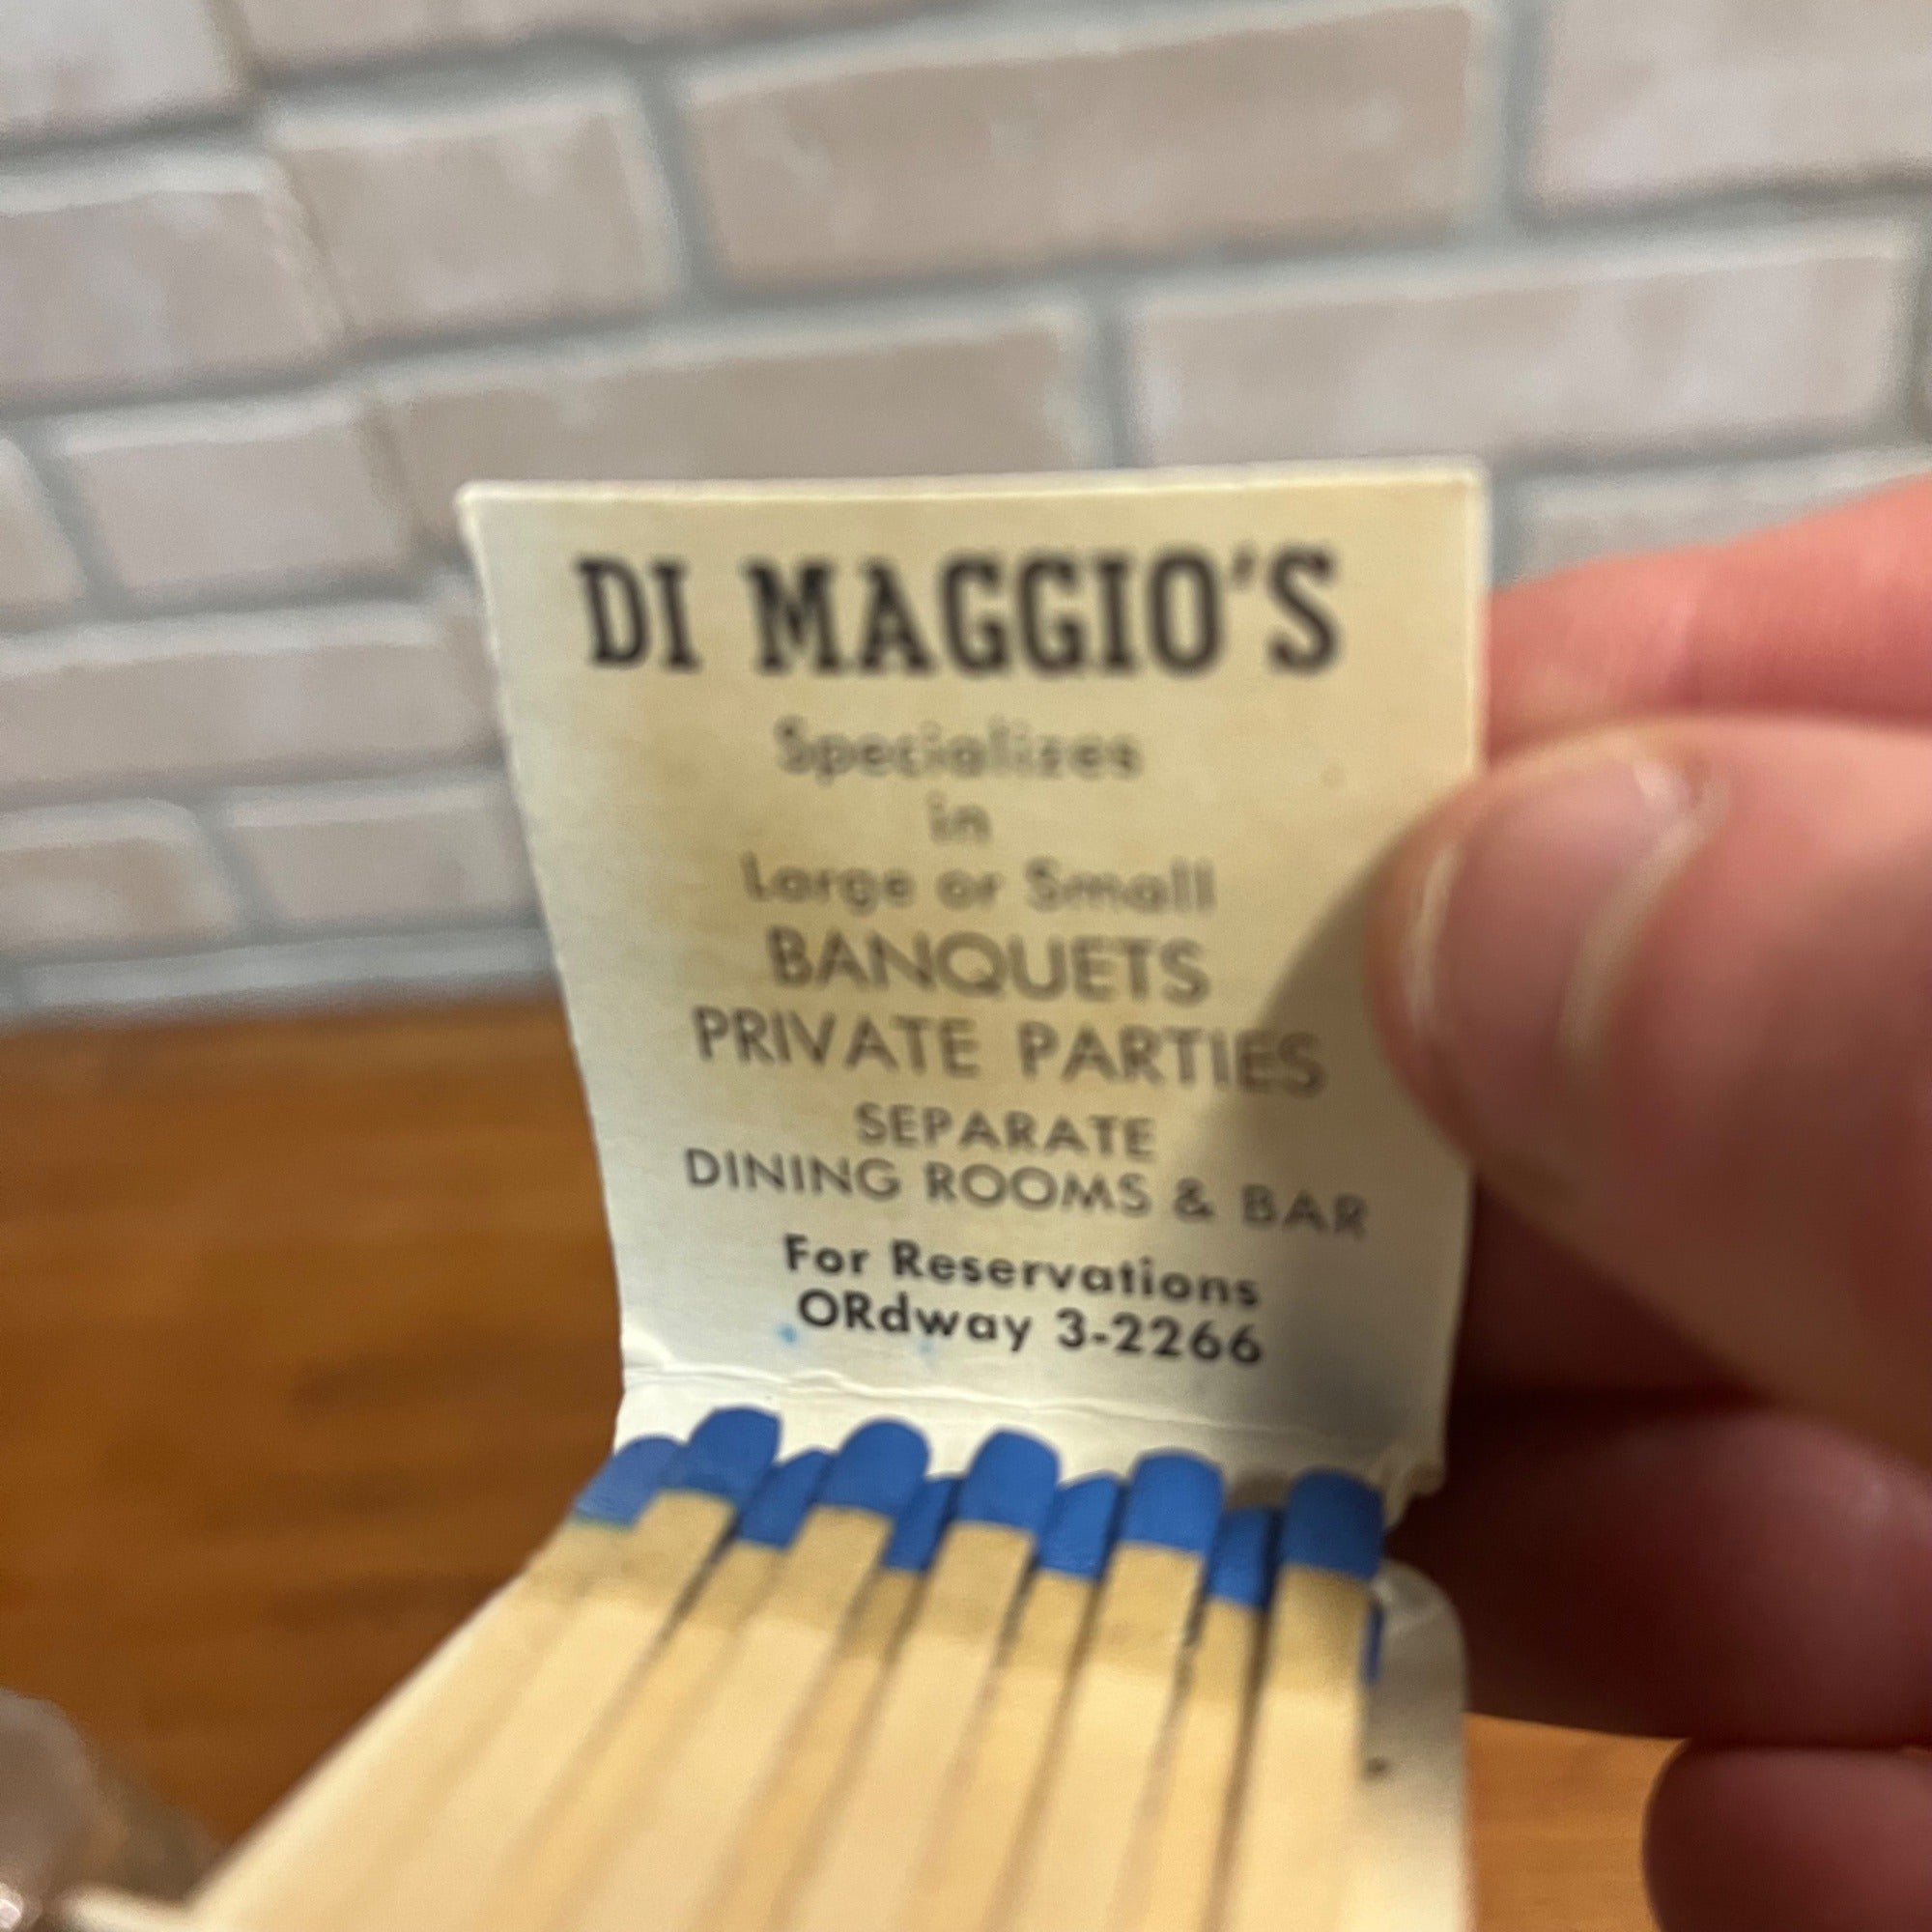 DI MAGGIO'S
Specializes
in
Large or Small
BANQUETS
PRIVATE PARTIES
SEPARATE
DINING ROOMS & BAR
For Reservations
ORdway 3-2266